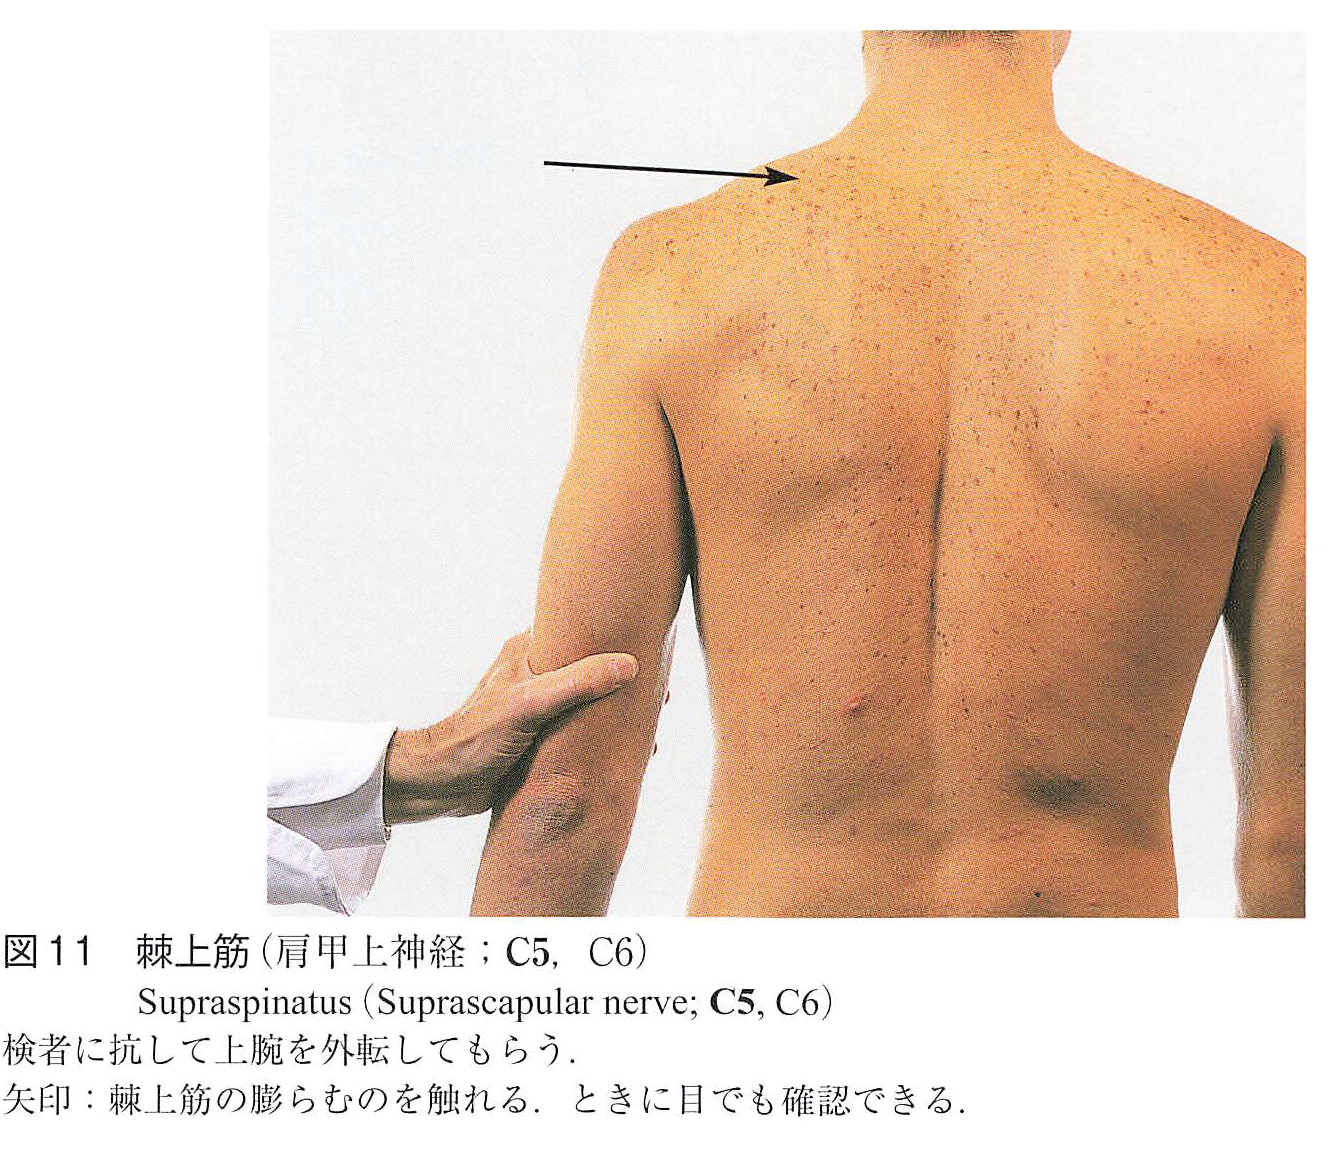 図11 棘上筋（肩甲上神経；C5, C6）
Supraspinatus（Suprascapular nerve; C5, C6）
検者に抗して上腕を外転してもらう．
矢印：棘上筋の膨らむのを触れる．ときに目でも確認できる．